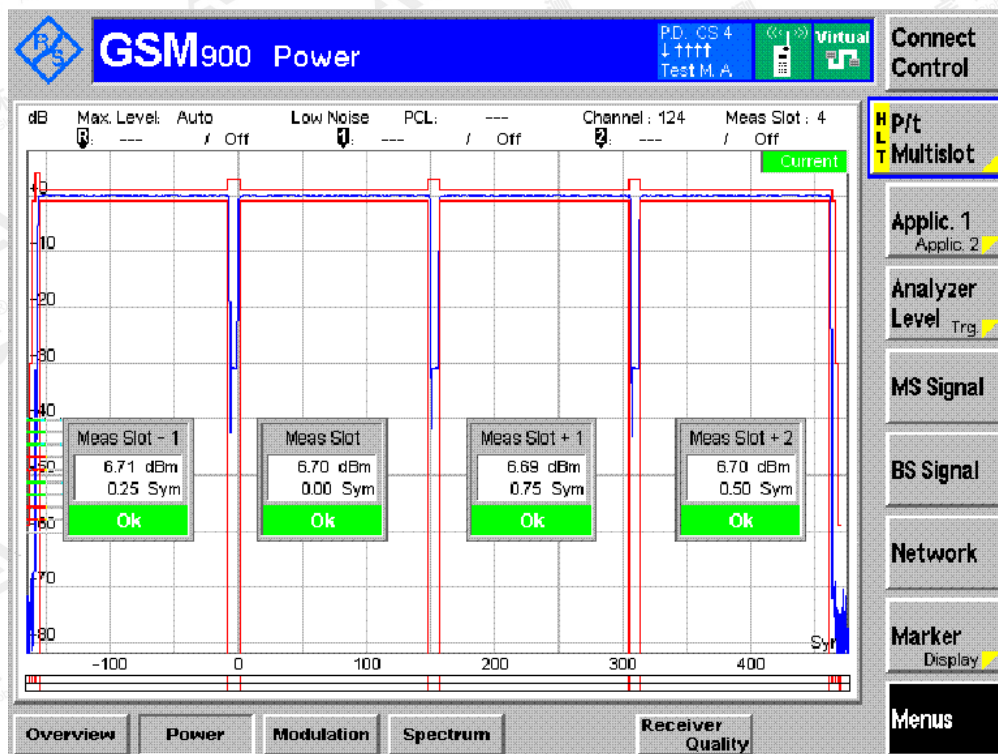 R/S
GSM900 Power
P.D. CS 4
Test M. A
Virtual
Connect Control
dB Max. Level: Auto Low Noise PCL: --- Channel : 124 Meas Slot : 4
R: --- / Off 1: --- / Off 2: --- / Off
Current
HLT
P/t Multislot
Applic. 1
Applic. 2
Analyzer Level Trg.
MS Signal
BS Signal
Network
Marker
Display
Menus
+0
-10
-20
-30
-40
-50
-60
-70
-80
Meas Slot - 1
6.71 dBm
0.25 Sym
Ok
Meas Slot
6.70 dBm
0.00 Sym
Ok
Meas Slot + 1
6.69 dBm
0.75 Sym
Ok
Meas Slot + 2
6.70 dBm
0.50 Sym
Ok
-100 0 100 200 300 400
Overview Power Modulation Spectrum Receiver Quality